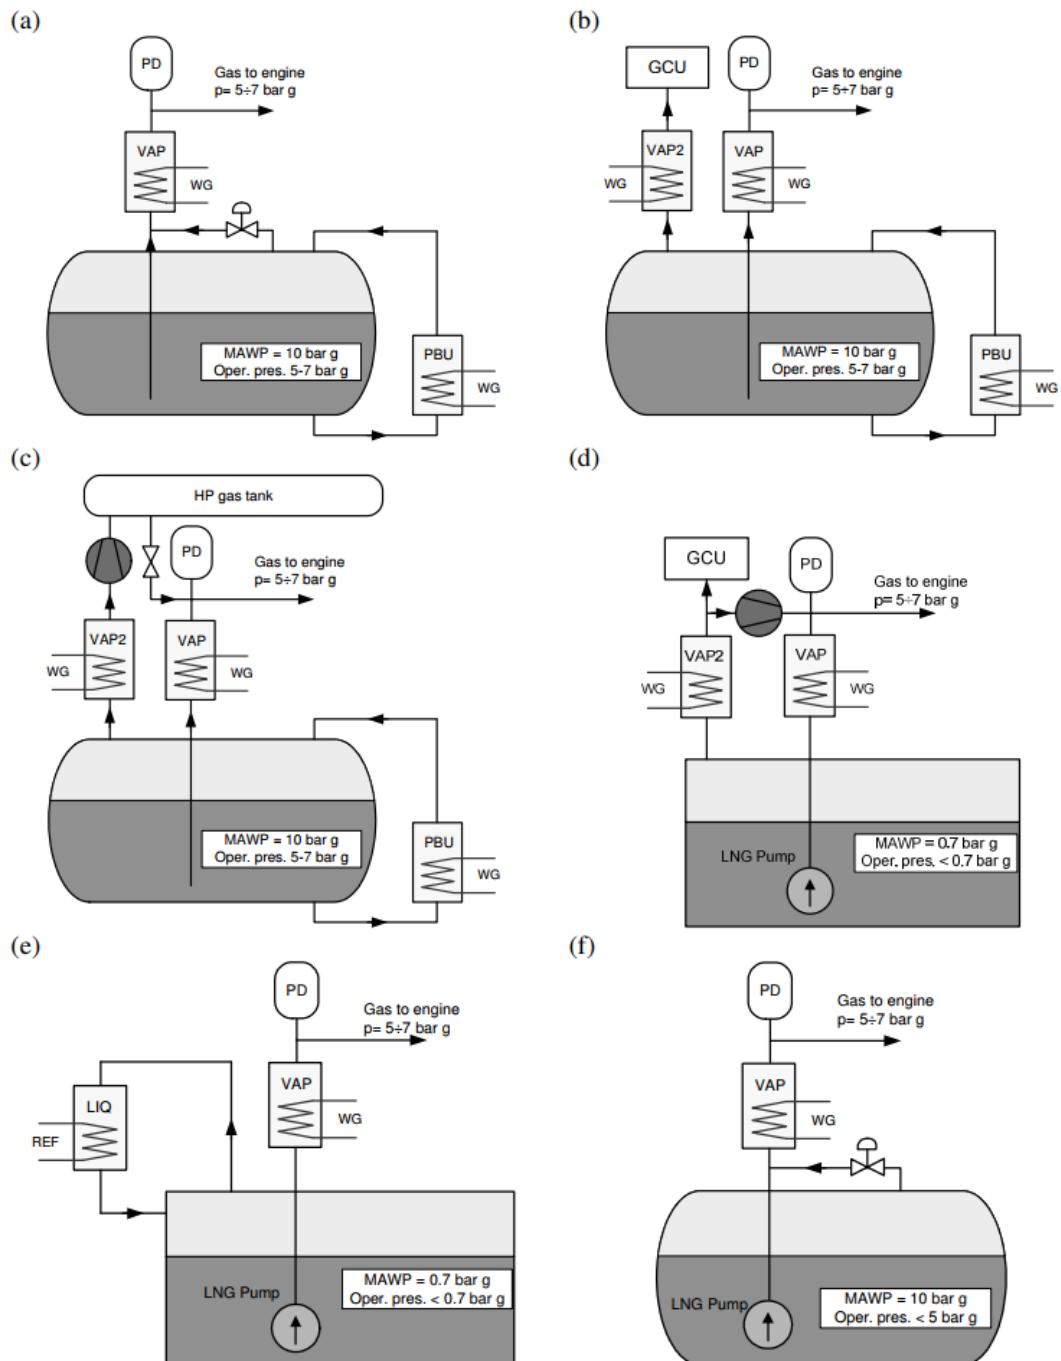 (a)
PD
Gas to engine
p= 5÷7 bar g
VAP
WG
MAWP = 10 bar g
Oper. pres. 5-7 bar g
PBU
WG
(b)
GCU
PD
Gas to engine
p= 5÷7 bar g
VAP2
VAP
WG
WG
MAWP = 10 bar g
Oper. pres. 5-7 bar g
PBU
WG
(c)
HP gas tank
PD
Gas to engine
p= 5÷7 bar g
VAP2
VAP
WG
WG
MAWP = 10 bar g
Oper. pres. 5-7 bar g
PBU
WG
(d)
GCU
PD
Gas to engine
p= 5÷7 bar g
VAP2
VAP
WG
WG
LNG Pump
MAWP = 0.7 bar g
Oper. pres. < 0.7 bar g
(e)
PD
Gas to engine
p= 5÷7 bar g
LIQ
VAP
REF
WG
LNG Pump
MAWP = 0.7 bar g
Oper. pres. < 0.7 bar g
(f)
PD
Gas to engine
p= 5÷7 bar g
VAP
WG
LNG Pump
MAWP = 10 bar g
Oper. pres. < 5 bar g